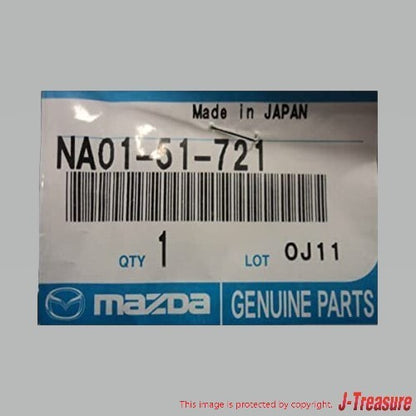 Made in JAPAN
NA01-51-721
QTY 1 LOT OJ11
mazda GENUINE PARTS
This image is protected by copyright. J-Treasure